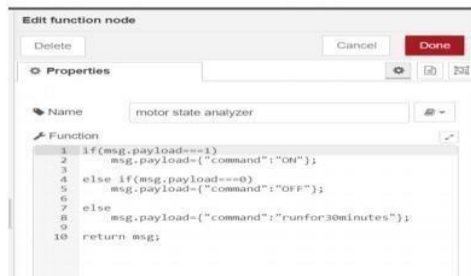 Edit function node
Delete Cancel Done
Properties
Name motor state analyzer
Function
1 if(msg.payload===1)
2 msg.payload={"command":"ON"};
3
4 else if(msg.payload===0)
5 msg.payload={"command":"OFF"};
6
7 else
8 msg.payload={"command":"runfor30minutes"};
9
10 return msg;